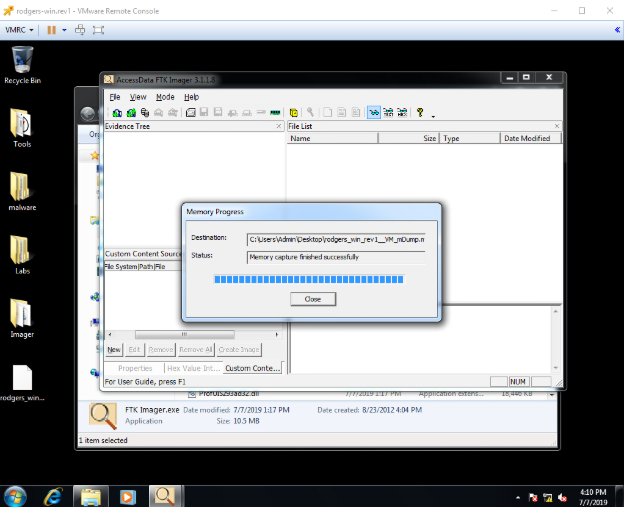 rodgers-win.rev1 - VMware Remote Console
VMRC
Recycle Bin
Tools
malware
Labs
Imager
rodgers_win...
AccessData FTK Imager 3.1.1.8
File View Mode Help
Evidence Tree
File List
Name Size Type Date Modified
Memory Progress
Destination: C:\Users\Admin\Desktop\rodgers_win_rev1__VM_mDump.m
Status: Memory capture finished successfully
Close
Custom Content Source
File System|Path|File
New Edit Remove Remove All Create Image
Properties Hex Value Int... Custom Conte...
For User Guide, press F1
NUM
7/7/2019 1:17 PM Application Extens... 18,446 KB
FTK Imager.exe Date modified: 7/7/2019 1:17 PM Date created: 8/23/2012 4:04 PM
Application Size: 10.5 MB
1 item selected
4:10 PM
7/7/2019